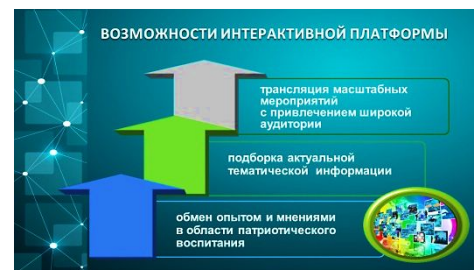 ВОЗМОЖНОСТИ ИНТЕРАКТИВНОЙ ПЛАТФОРМЫ
трансляция масштабных
мероприятий
с привлечением широкой
аудитории
подборка актуальной
тематической информации
обмен опытом и мнениями
в области патриотического
воспитания